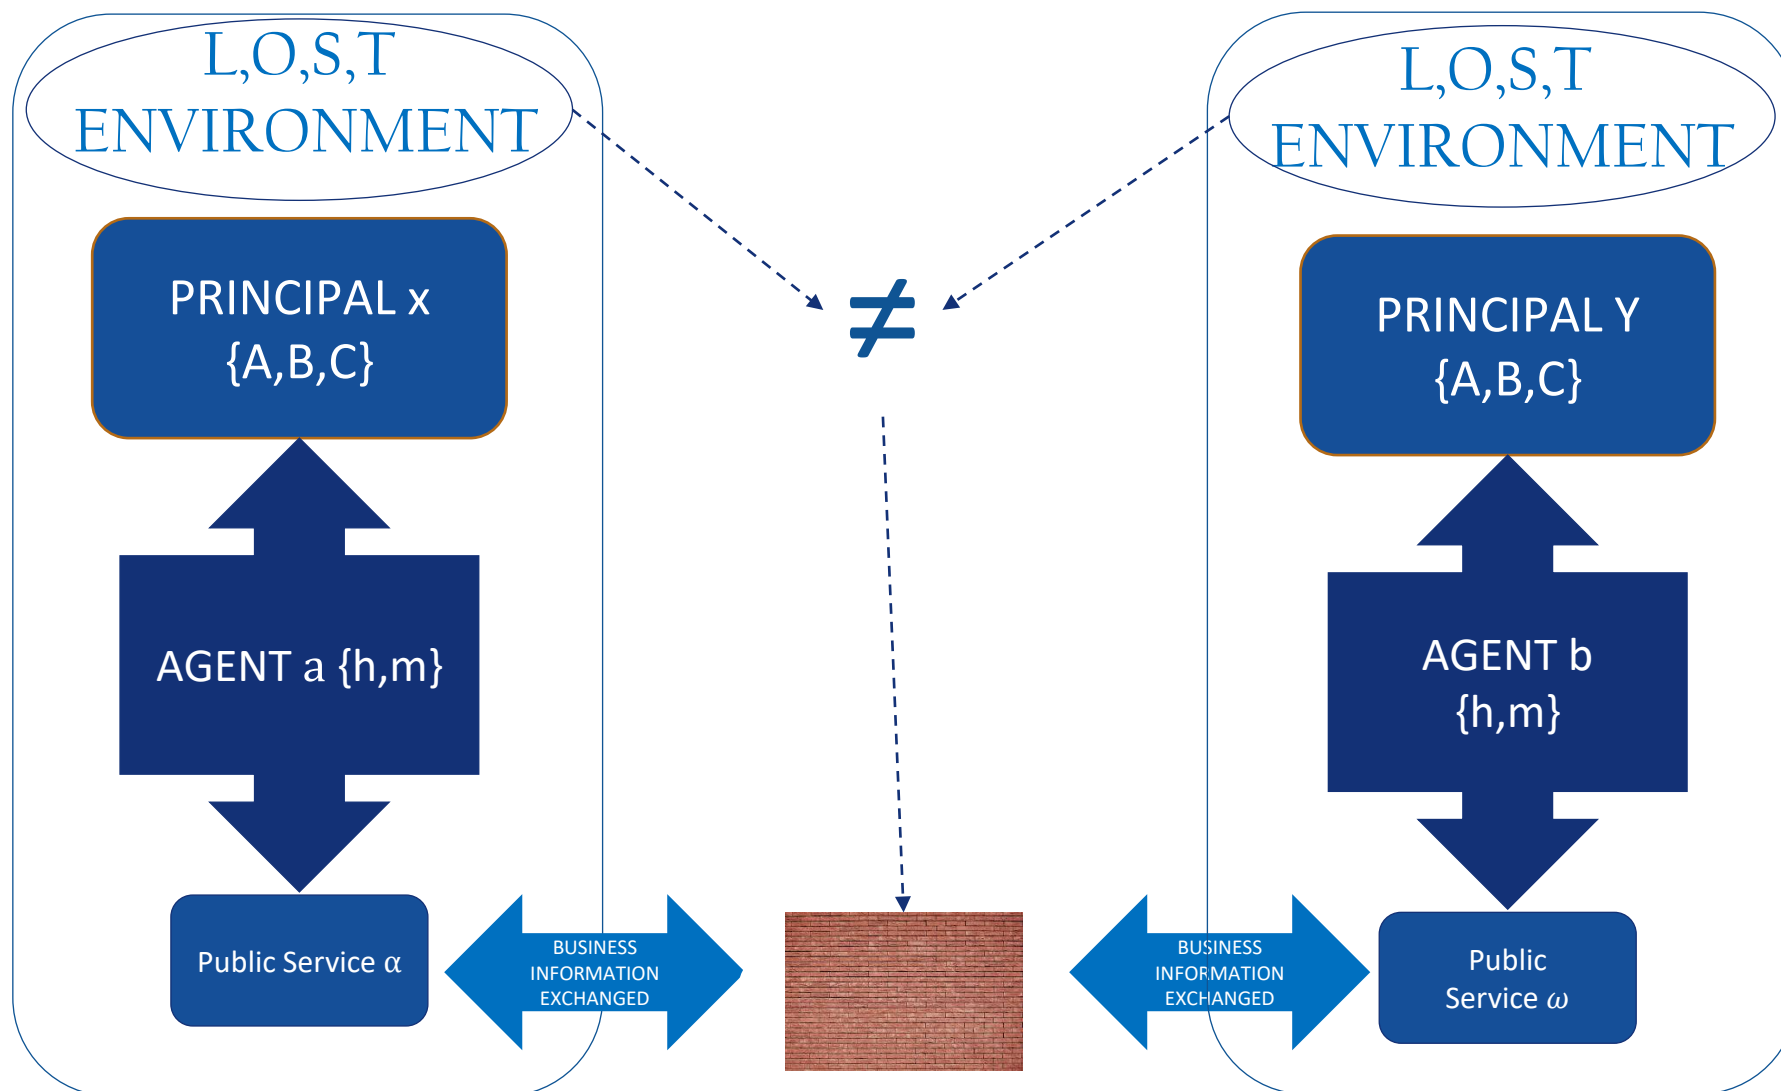 L,O,S,T
ENVIRONMENT
PRINCIPAL x
{A,B,C}
AGENT a {h,m}
Public Service α
BUSINESS
INFORMATION
EXCHANGED
≠
L,O,S,T
ENVIRONMENT
PRINCIPAL Y
{A,B,C}
AGENT b
{h,m}
BUSINESS
INFORMATION
EXCHANGED
Public
Service ω